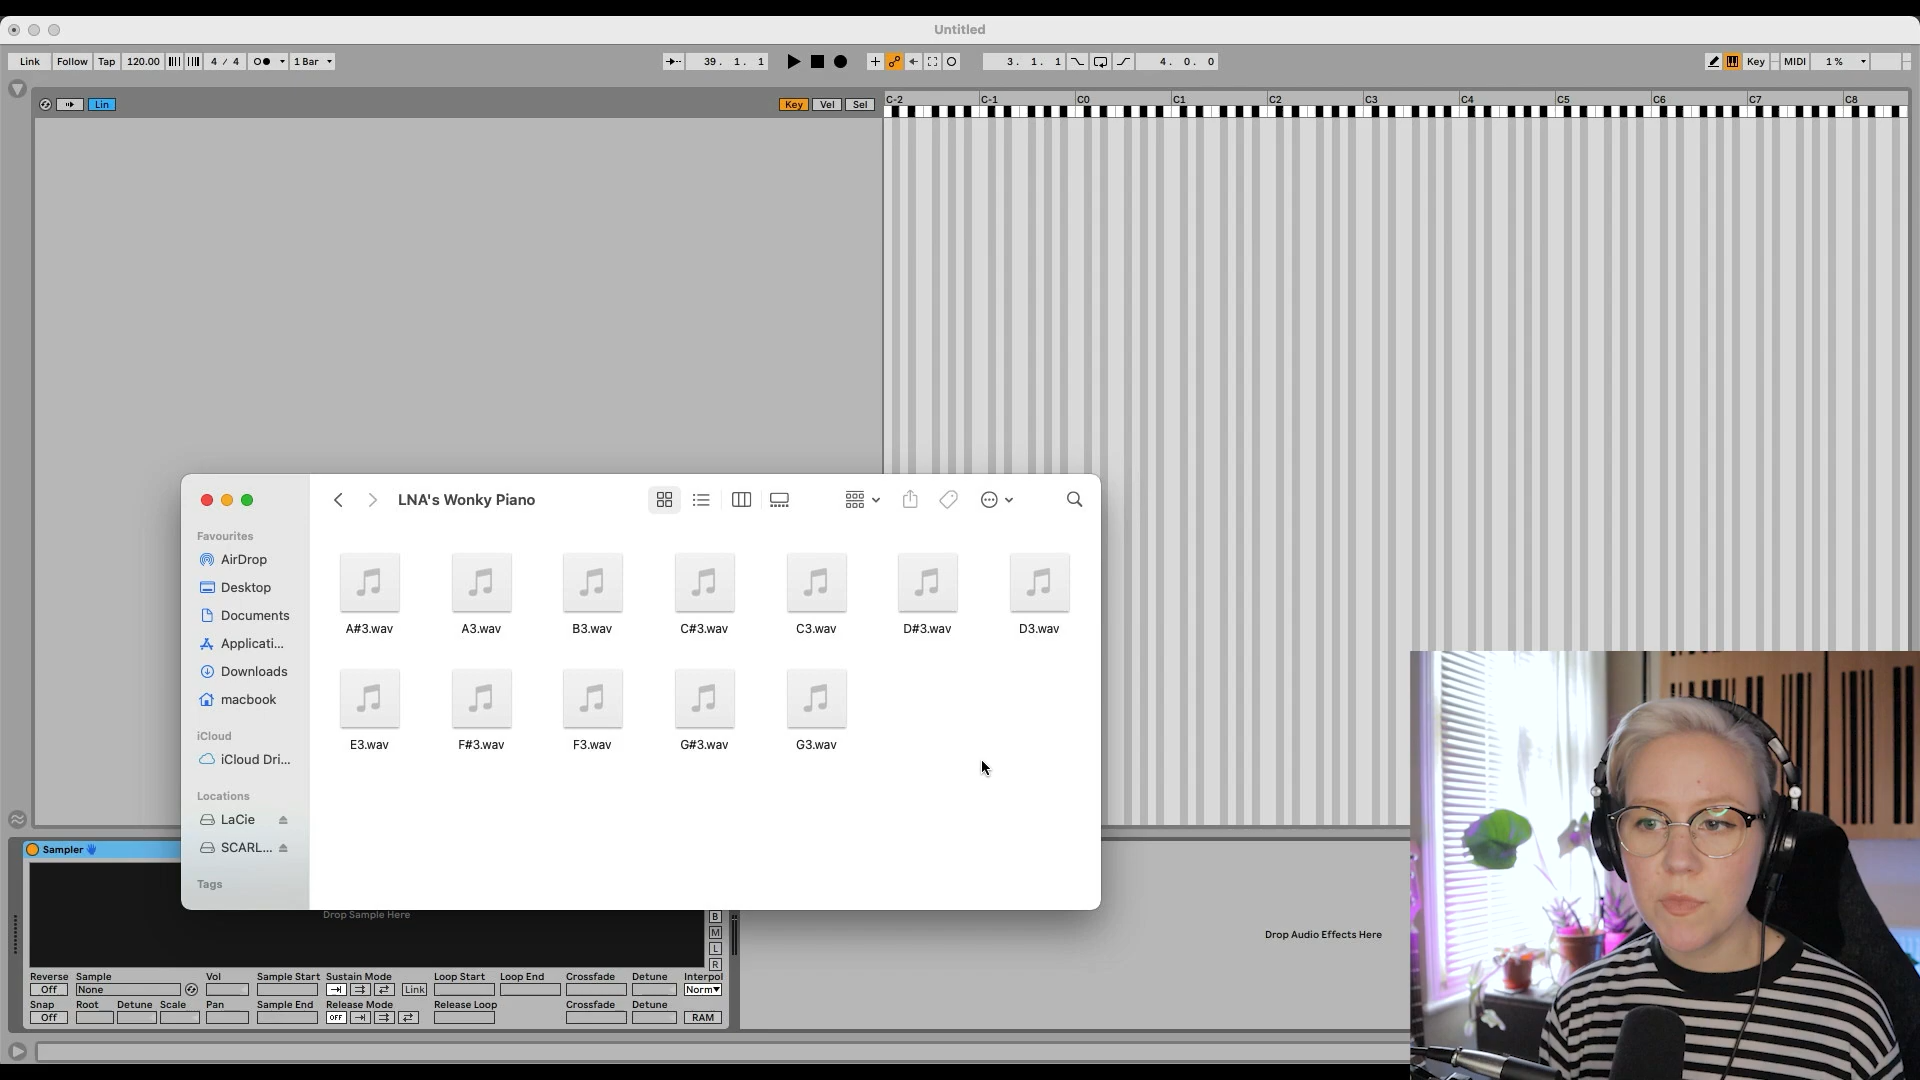 Untitled
Link Follow Tap 120.00 4 / 4 1 Bar 39. 1. 1 3. 1. 1 4. 0. 0 Key MIDI 1 %
Lin Key Vel Sel C-2 C-1 C0 C1 C2 C3 C4 C5 C6 C7 C8
LNA's Wonky Piano
Favourites
AirDrop
Desktop
Documents
Applicati...
Downloads
macbook
iCloud
iCloud Dri...
Locations
LaCie
SCARL...
Tags
A#3.wav A3.wav B3.wav C#3.wav C3.wav D#3.wav D3.wav
E3.wav F#3.wav F3.wav G#3.wav G3.wav
Sampler
Drop Sample Here
B
M
L
R
Drop Audio Effects Here
Reverse Sample Vol Sample Start Sustain Mode Loop Start Loop End Crossfade Detune Interpol
Off None Link Norm
Snap Root Detune Scale Pan Sample End Release Mode Release Loop Crossfade Detune
Off OFF RAM